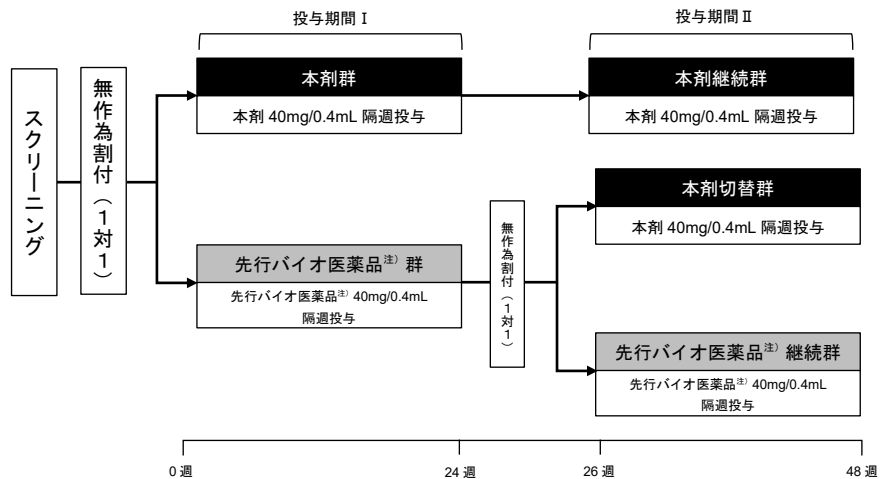 投与期間Ⅰ
投与期間Ⅱ
スクリーニング
無作為割付（1対1）
本剤群
本剤 40mg/0.4mL 隔週投与
本剤継続群
本剤 40mg/0.4mL 隔週投与
先行バイオ医薬品注）群
先行バイオ医薬品注）40mg/0.4mL
隔週投与
無作為割付（1対1）
本剤切替群
本剤 40mg/0.4mL 隔週投与
先行バイオ医薬品注）継続群
先行バイオ医薬品注）40mg/0.4mL
隔週投与
0週
24週
26週
48週